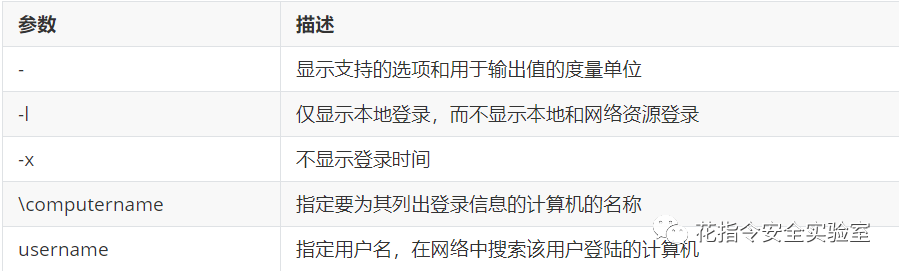 参数 描述
- 显示支持的选项和用于输出值的度量单位
-l 仅显示本地登录，而不显示本地和网络资源登录
-x 不显示登录时间
\computername 指定要为其列出登录信息的计算机的名称
username 指定用户名，在网络中搜索该用户登陆的计算机
花指令安全实验室